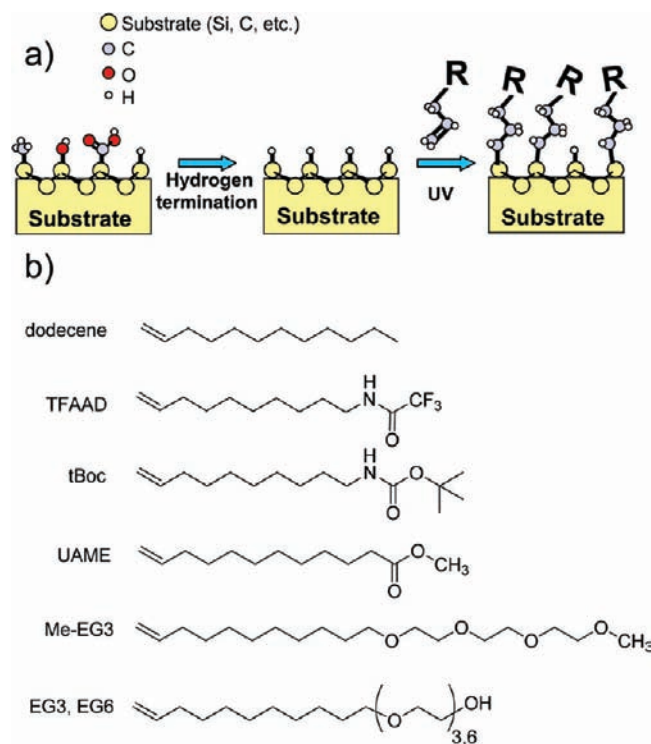 Substrate (Si, C, etc.)
C
O
H
a)
R
R R R R
Hydrogen
termination
UV
Substrate
Substrate
Substrate
b)
dodecene
TFAAD
H
N
CF3
O
tBoc
H
N
O
O
UAME
O
CH3
O
Me-EG3
O
O
O
O
CH3
EG3, EG6
O
OH
3.6